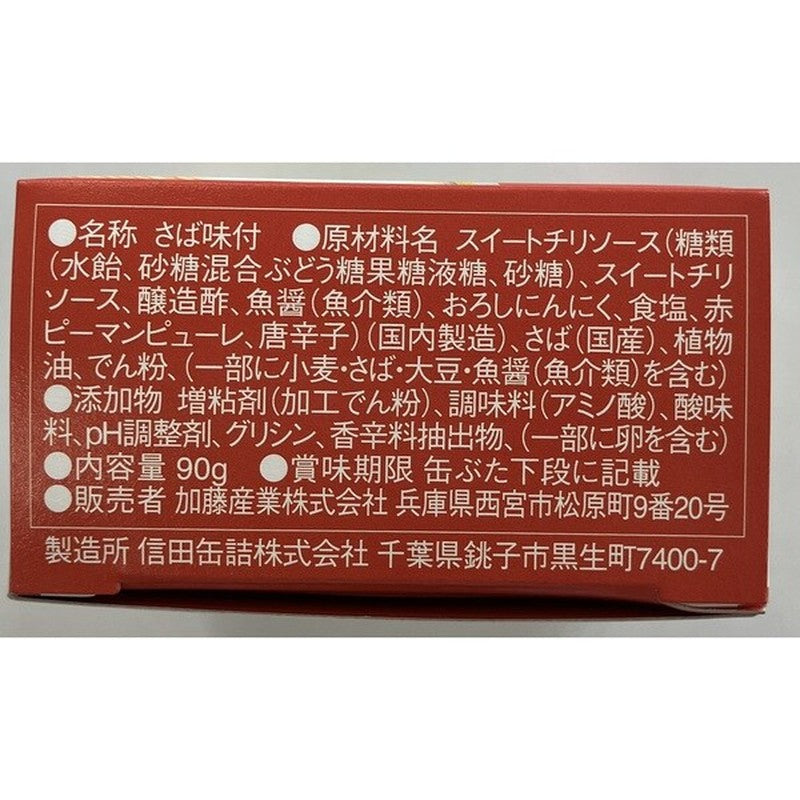 ●名称 さば味付 ●原材料名 スイートチリソース(糖類
(水飴、砂糖混合ぶどう糖果糖液糖、砂糖)、スイートチリ
ソース、醸造酢、魚醤(魚介類)、おろしにんにく、食塩、赤
ピーマンピューレ、唐辛子)(国内製造)、さば(国産)、植物
油、でん粉、(一部に小麦・さば・大豆・魚醤(魚介類)を含む)
●添加物 増粘剤(加工でん粉)、調味料(アミノ酸)、酸味
料、pH調整剤、グリシン、香辛料抽出物、(一部に卵を含む)
●内容量 90g ●賞味期限 缶ぶた下段に記載
●販売者 加藤産業株式会社 兵庫県西宮市松原町9番20号
製造所 信田缶詰株式会社 千葉県銚子市黒生町7400-7